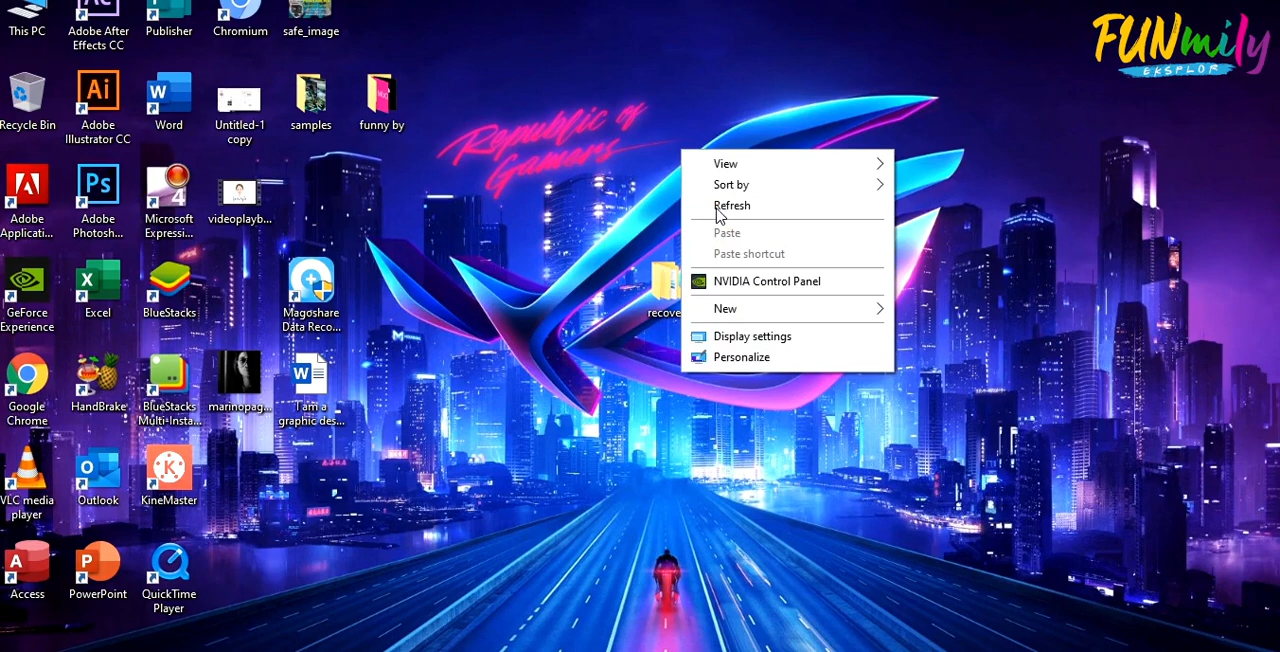 This PC
Adobe After
Effects CC
Publisher
Chromium
safe_image
FUNmily
EKSPLOR
Recycle Bin
Adobe
Illustrator CC
Word
Untitled-1
copy
samples
funny by
Republic of
Gamers
Adobe
Applicati...
Adobe
Photosh...
Microsoft
Expressi...
videoplayb...
GeForce
Experience
Excel
BlueStacks
Magoshare
Data Reco...
recove
View
Sort by
Refresh
Paste
Paste shortcut
NVIDIA Control Panel
New
Display settings
Personalize
Google
Chrome
HandBrake
BlueStacks
Multi-Insta...
marinopag...
I am a
graphic des...
VLC media
player
Outlook
KineMaster
Access
PowerPoint
QuickTime
Player